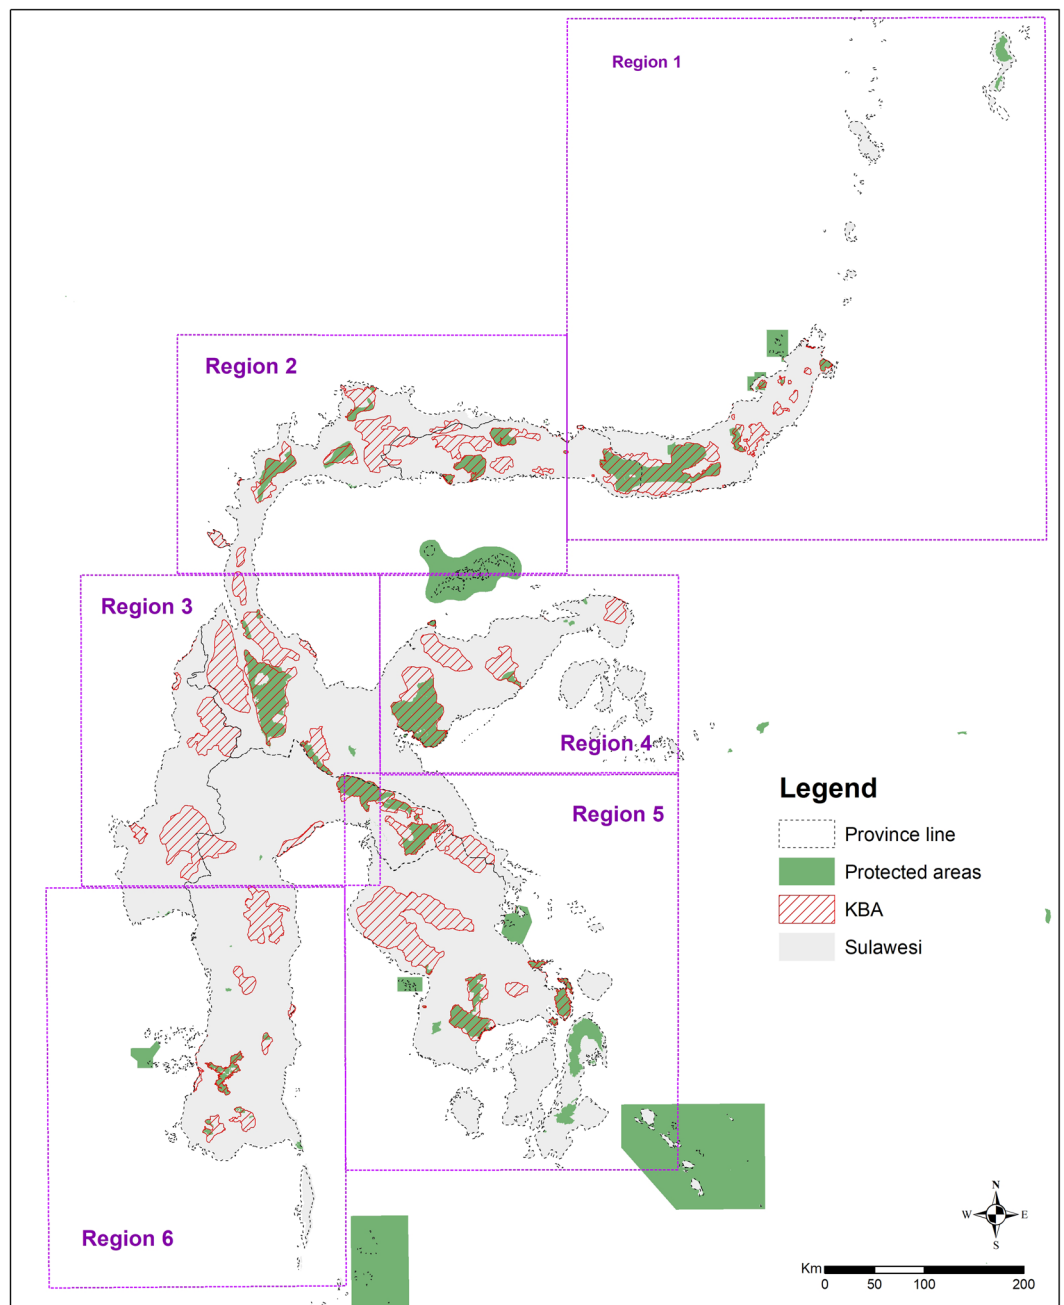 Region 1
Region 2
Region 3
Region 4
Region 5
Legend
Province line
Protected areas
KBA
Sulawesi
Region 6
N
W E
S
Km
0 50 100 200